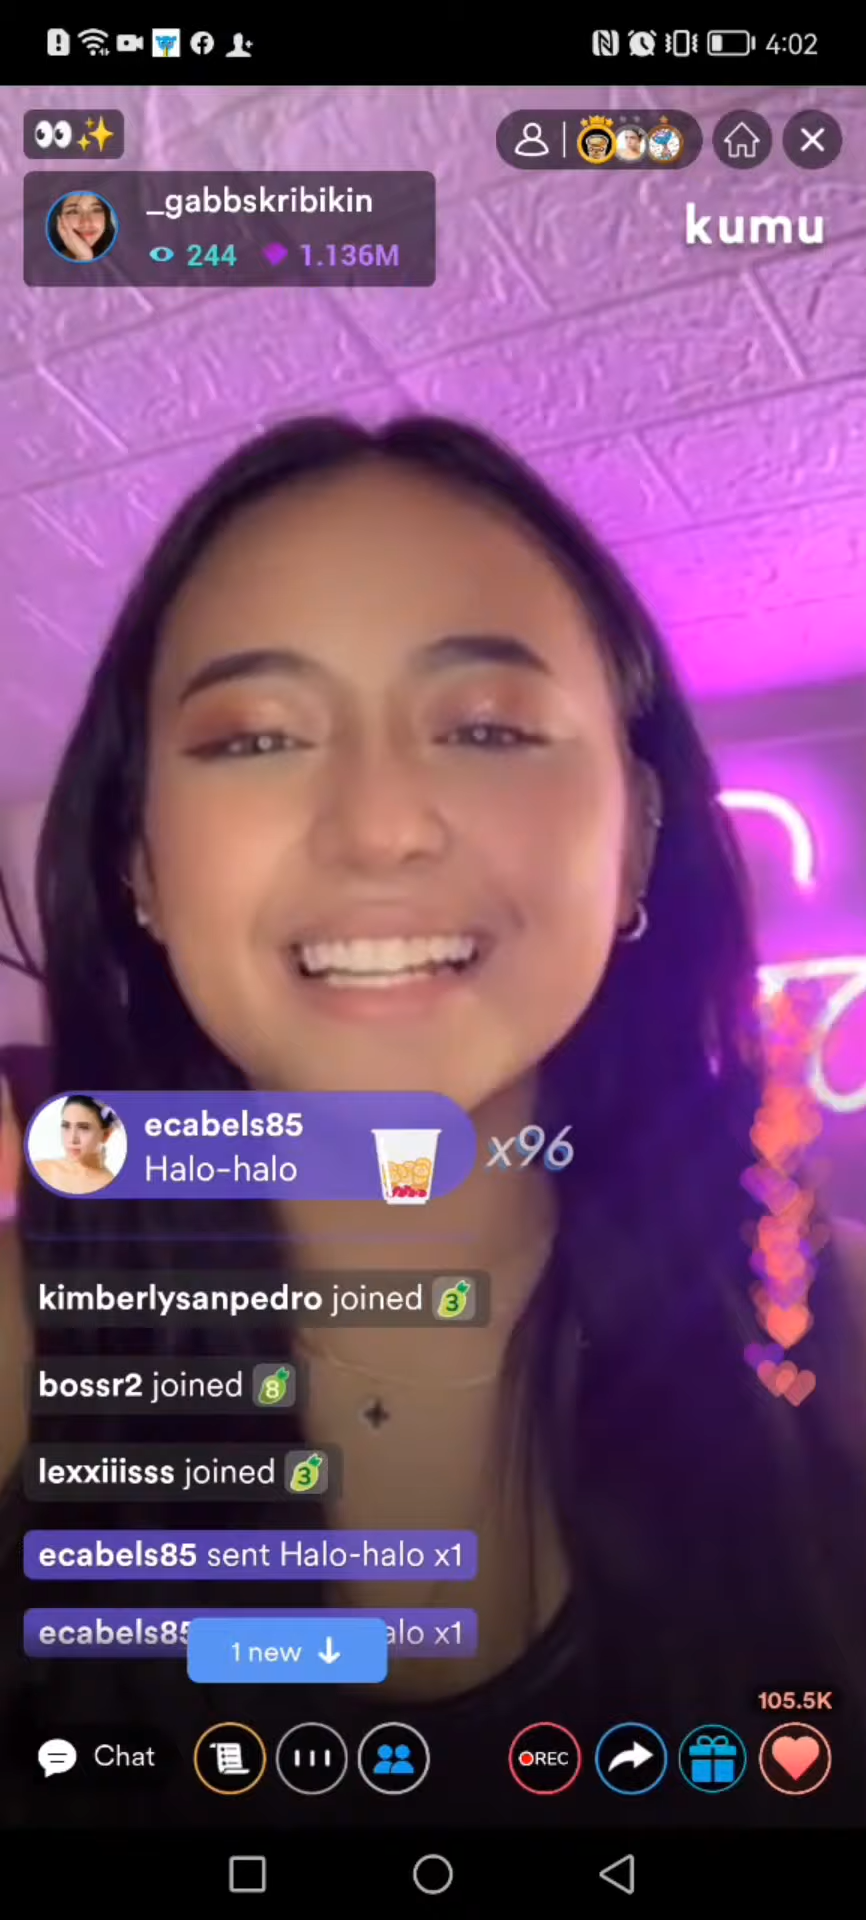 4:02
_gabbskribikin
244 1.136M
kumu
ecabels85
Halo-halo
x96
kimberlysanpedro joined 3
bossr2 joined 8
lexxiiisss joined 3
ecabels85 sent Halo-halo x1
ecabels85 alo x1
1 new
105.5K
Chat
REC